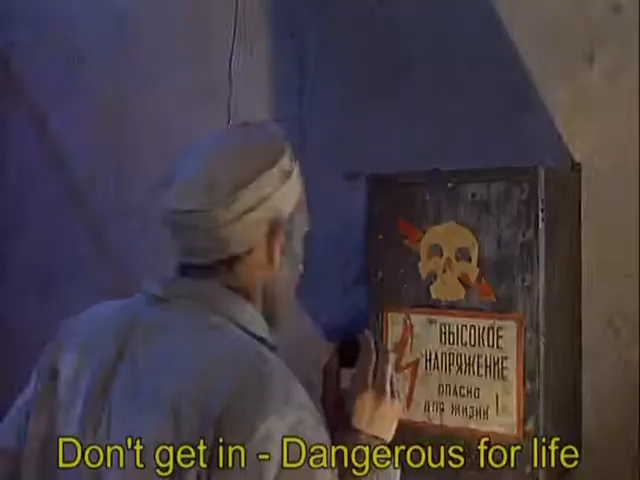 ВЫСОКОЕ
НАПРЯЖЕНИЕ
ОПАСНО
ДЛЯ ЖИЗНИ !
Don't get in - Dangerous for life